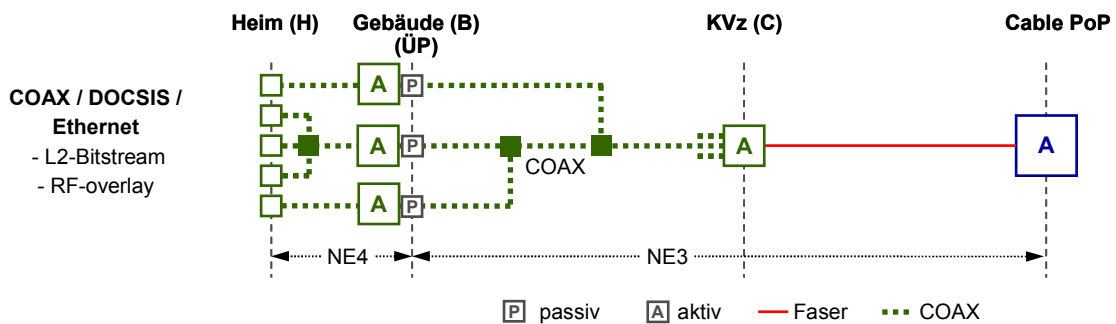 Heim (H)
Gebäude (B)
(ÜP)
KVz (C)
Cable PoP
COAX / DOCSIS /
Ethernet
- L2-Bitstream
- RF-overlay
A
P
A
P
A
P
COAX
A
A
NE4
NE3
P passiv
A aktiv
Faser
COAX